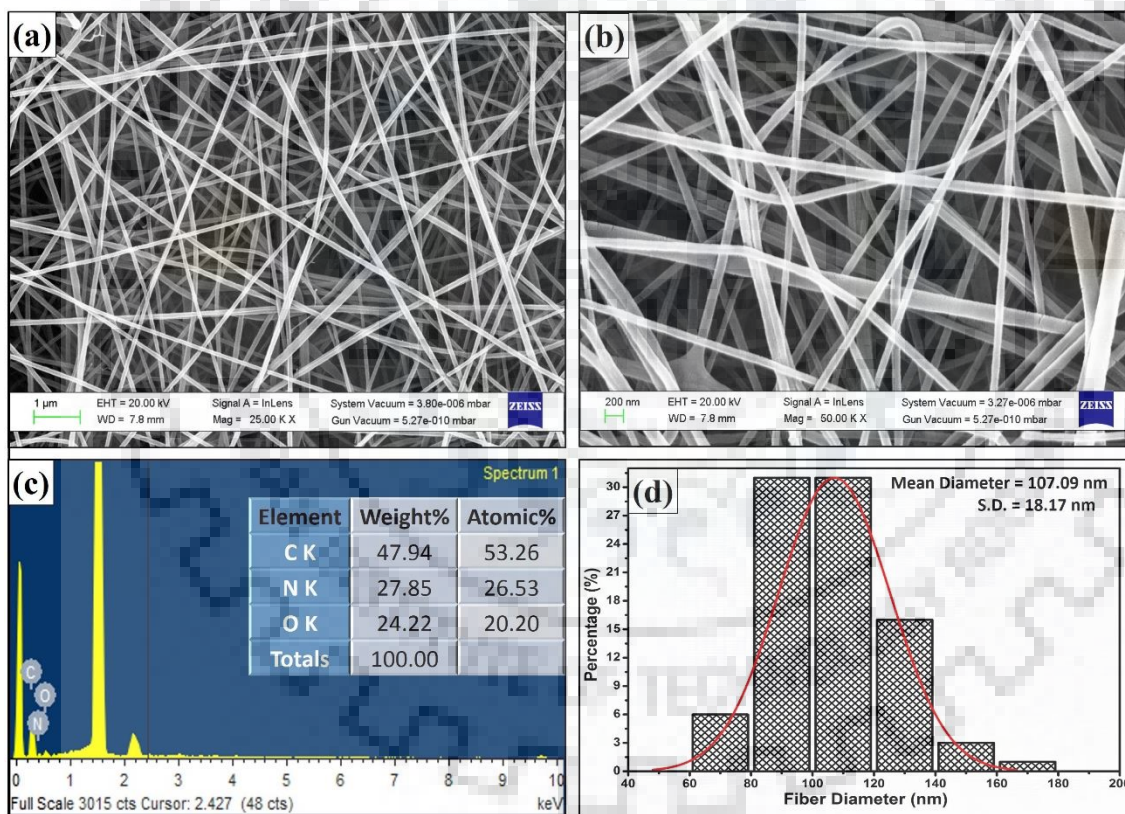 (a)
1 µm
EHT = 20.00 kV
WD = 7.8 mm
Signal A = InLens
Mag = 25.00 K X
System Vacuum = 3.80e-006 mbar
Gun Vacuum = 5.27e-010 mbar
ZEISS
(b)
200 nm
EHT = 20.00 kV
WD = 7.8 mm
Signal A = InLens
Mag = 50.00 K X
System Vacuum = 3.27e-006 mbar
Gun Vacuum = 5.27e-010 mbar
ZEISS
(c)
Spectrum 1
Element Weight% Atomic%
C K 47.94 53.26
N K 27.85 26.53
O K 24.22 20.20
Totals 100.00
C
O
N
0 1 2 3 4 5 6 7 8 9 10
Full Scale 3015 cts Cursor: 2.427 (48 cts)
keV
(d)
Mean Diameter = 107.09 nm
S.D. = 18.17 nm
Percentage (%)
30
27
24
21
18
15
12
9
6
3
0
40 60 80 100 120 140 160 180 200
Fiber Diameter (nm)